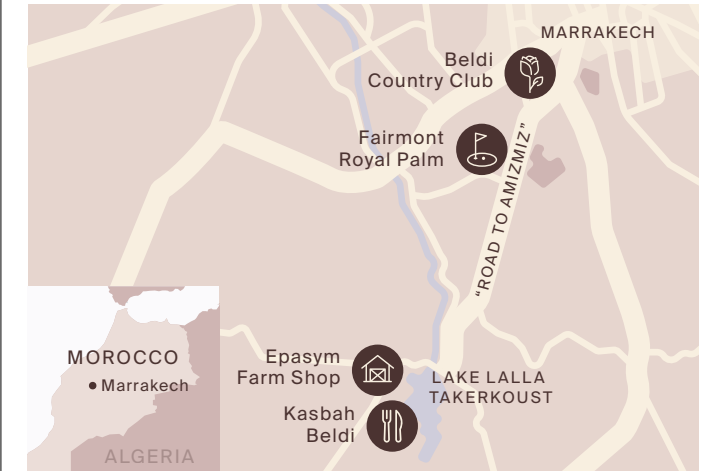 MARRAKECH
Beldi
Country Club
Fairmont
Royal Palm
“ROAD TO AMIZMIZ”
MOROCCO
Marrakech
ALGERIA
Epasym
Farm Shop
LAKE LALLA
TAKERKOUST
Kasbah
Beldi